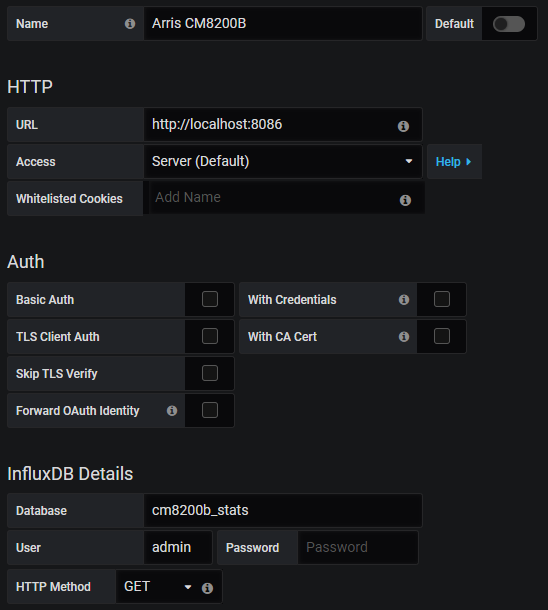 Name Arris CM8200B Default
HTTP
URL http://localhost:8086
Access Server (Default) Help
Whitelisted Cookies Add Name
Auth
Basic Auth With Credentials
TLS Client Auth With CA Cert
Skip TLS Verify
Forward OAuth Identity
InfluxDB Details
Database cm8200b_stats
User admin Password Password
HTTP Method GET